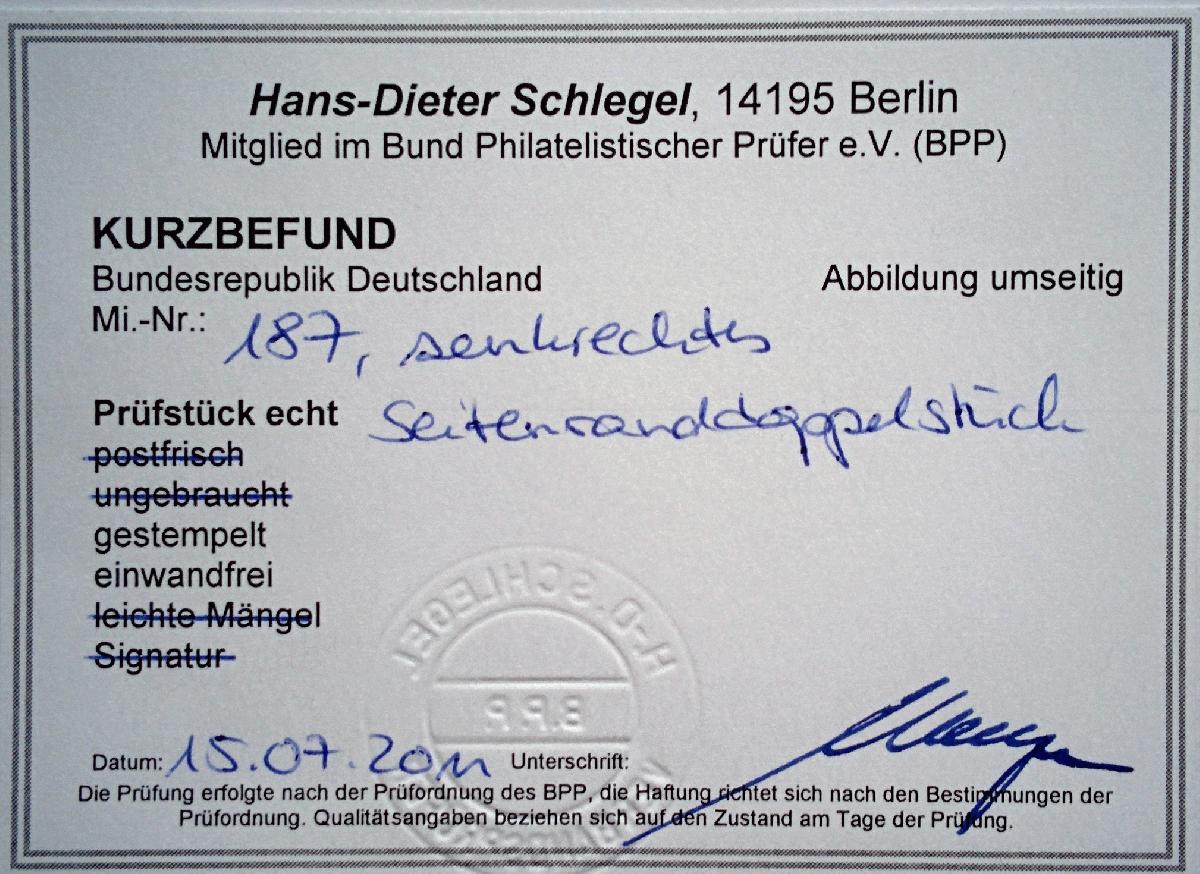 Hans-Dieter Schlegel, 14195 Berlin
Mitglied im Bund Philatelistischer Prüfer e.V. (BPP)
KURZBEFUND
Bundesrepublik Deutschland
Abbildung umseitig
Mi.-Nr.: 187, senkrechtes
Prüfstück echt Seitenranddoppelstück
postfrisch
ungebraucht
gestempelt
einwandfrei
leichte Mängel
Signatur
H-D. SCHLEGEL
B.P.P
Datum: 15.07.2011 Unterschrift:
Die Prüfung erfolgte nach der Prüfordnung des BPP, die Haftung richtet sich nach den Bestimmungen der
Prüfordnung. Qualitätsangaben beziehen sich auf den Zustand am Tage der Prüfung.